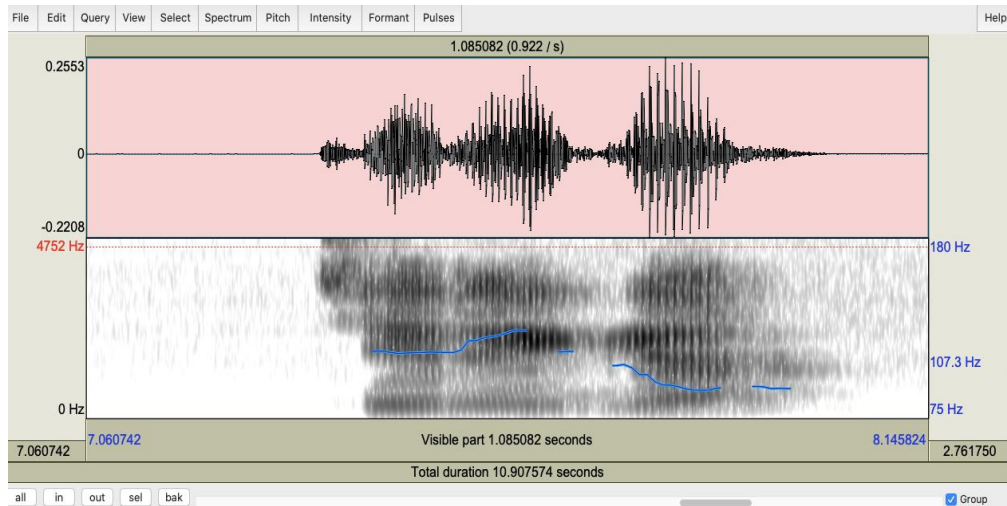 File Edit Query View Select Spectrum Pitch Intensity Formant Pulses Help
1.085082 (0.922 / s)
0.2553
0
-0.2208
4752 Hz 180 Hz
107.3 Hz
0 Hz 75 Hz
7.060742 7.060742 Visible part 1.085082 seconds 8.145824 2.761750
Total duration 10.907574 seconds
all in out sel bak Group